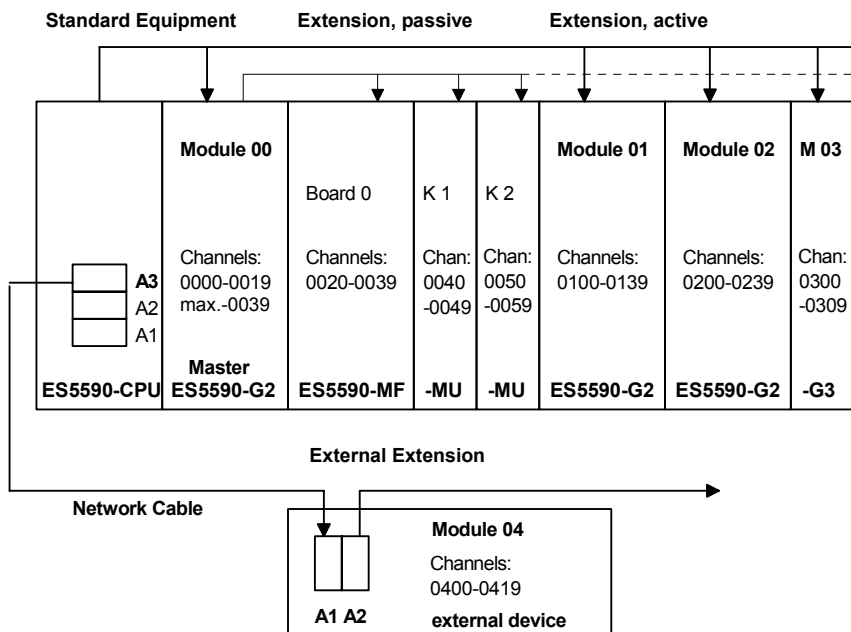 Standard Equipment
Extension, passive
Extension, active
Module 00
Module 01
Module 02
M 03
Board 0
K 1
K 2
Channels:
0000-0019
max.-0039
Channels:
0020-0039
Chan:
0040
-0049
Chan:
0050
-0059
Channels:
0100-0139
Channels:
0200-0239
Chan:
0300
-0309
A3
A2
A1
Master
ES5590-CPU
ES5590-G2
ES5590-MF
-MU
-MU
ES5590-G2
ES5590-G2
-G3
External Extension
Network Cable
Module 04
Channels:
0400-0419
A1 A2
external device